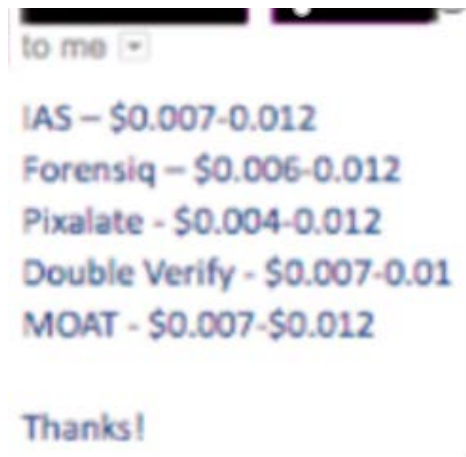 to me
IAS – $0.007-0.012
Forensiq – $0.006-0.012
Pixalate - $0.004-0.012
Double Verify - $0.007-0.01
MOAT - $0.007-$0.012
Thanks!